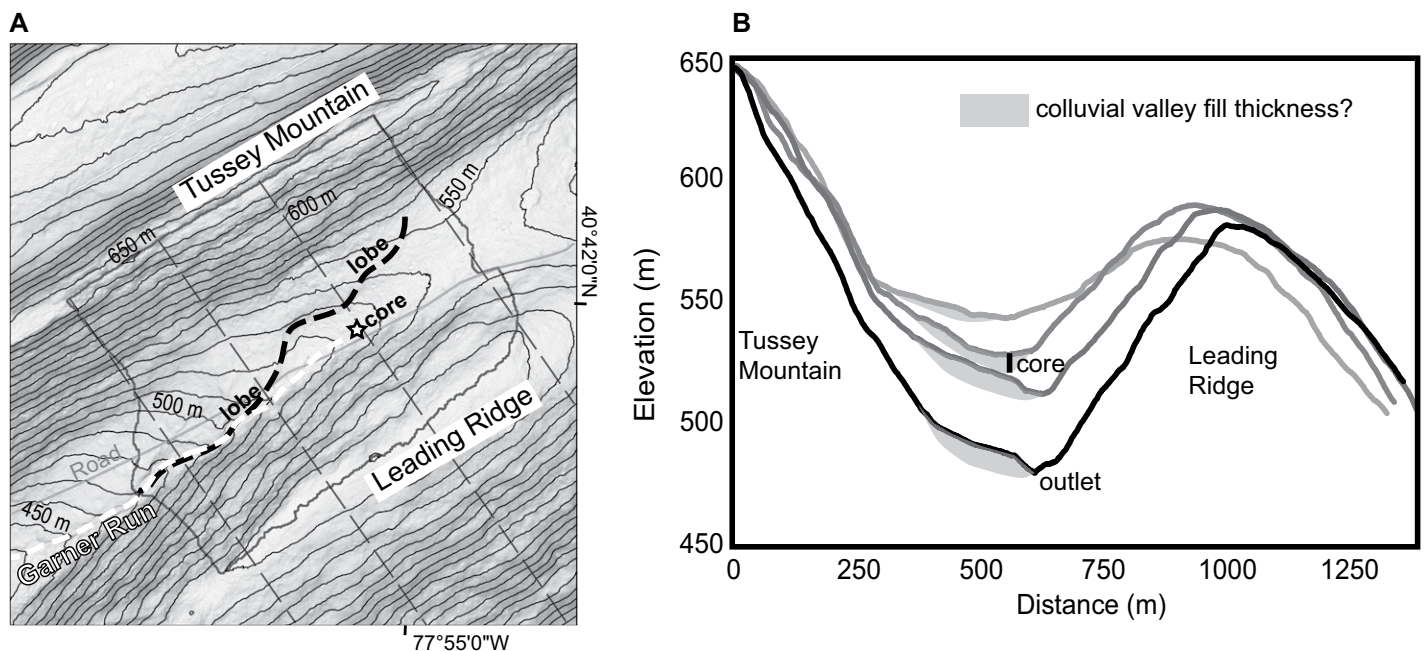 A
Tussey Mountain
650 m
600 m
550 m
lobe
core
lobe
500 m
Road
450 m
Garner Run
Leading Ridge
40°42'0"N
77°55'0"W
B
650
600
550
500
450
Elevation (m)
colluvial valley fill thickness?
Tussey
Mountain
core
Leading
Ridge
outlet
0
250
500
750
1000
1250
Distance (m)